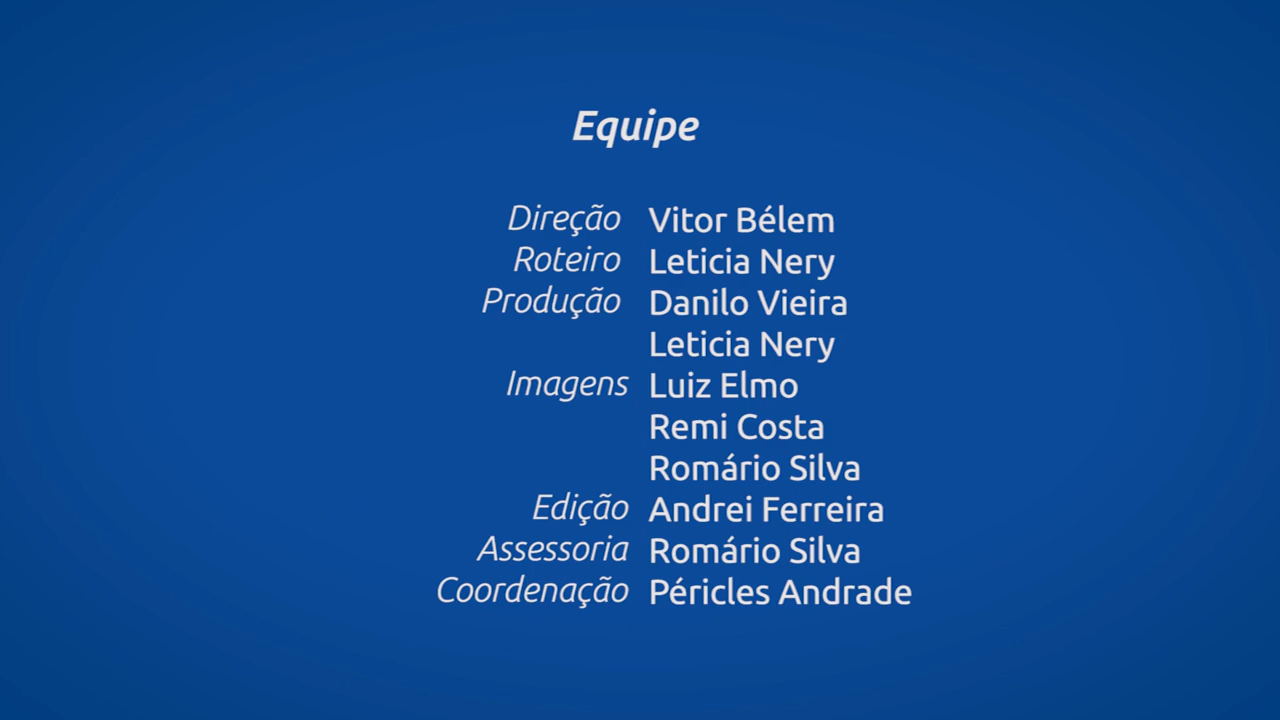 Equipe
Direção Vitor Bélem
Roteiro Leticia Nery
Produção Danilo Vieira
Leticia Nery
Imagens Luiz Elmo
Remi Costa
Romário Silva
Edição Andrei Ferreira
Assessoria Romário Silva
Coordenação Péricles Andrade